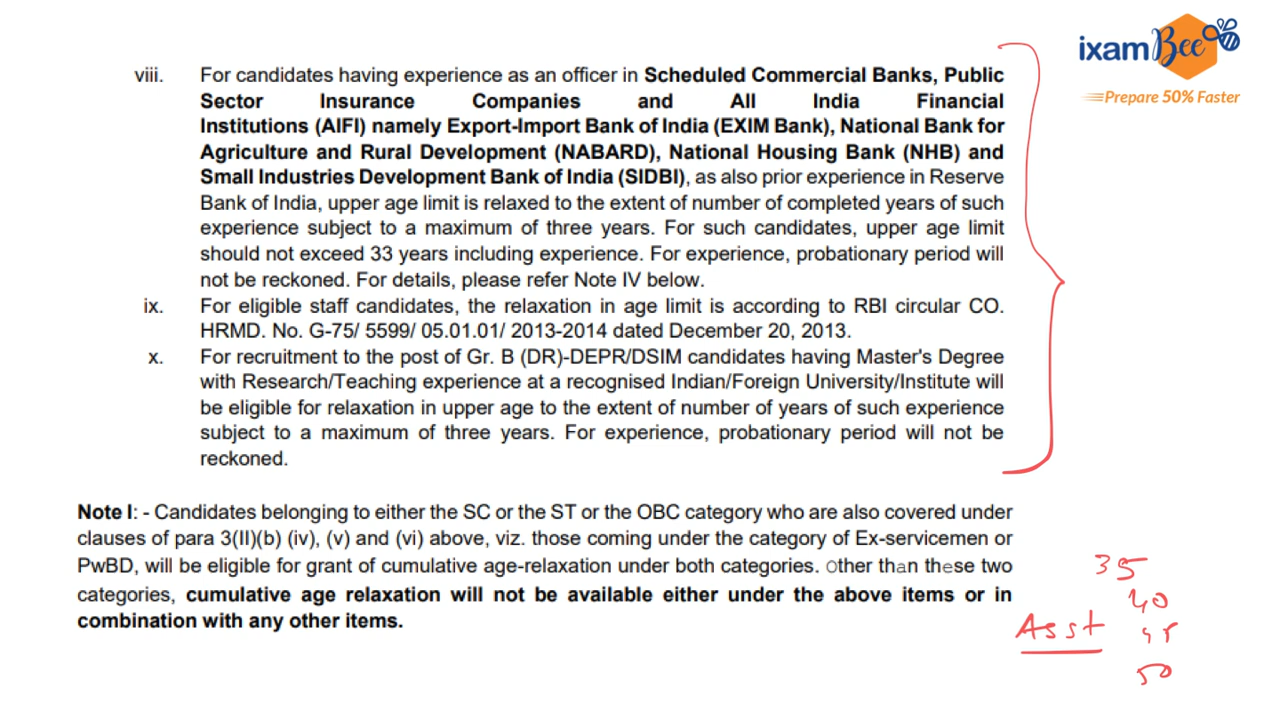 ixamBee
Prepare 50% Faster
viii. For candidates having experience as an officer in Scheduled Commercial Banks, Public
Sector Insurance Companies and All India Financial
Institutions (AIFI) namely Export-Import Bank of India (EXIM Bank), National Bank for
Agriculture and Rural Development (NABARD), National Housing Bank (NHB) and
Small Industries Development Bank of India (SIDBI), as also prior experience in Reserve
Bank of India, upper age limit is relaxed to the extent of number of completed years of such
experience subject to a maximum of three years. For such candidates, upper age limit
should not exceed 33 years including experience. For experience, probationary period will
not be reckoned. For details, please refer Note IV below.
ix. For eligible staff candidates, the relaxation in age limit is according to RBI circular CO.
HRMD. No. G-75/ 5599/ 05.01.01/ 2013-2014 dated December 20, 2013.
x. For recruitment to the post of Gr. B (DR)-DEPR/DSIM candidates having Master's Degree
with Research/Teaching experience at a recognised Indian/Foreign University/Institute will
be eligible for relaxation in upper age to the extent of number of years of such experience
subject to a maximum of three years. For experience, probationary period will not be
reckoned.
Note I: - Candidates belonging to either the SC or the ST or the OBC category who are also covered under
clauses of para 3(II)(b) (iv), (v) and (vi) above, viz. those coming under the category of Ex-servicemen or
PwBD, will be eligible for grant of cumulative age-relaxation under both categories. Other than these two
categories, cumulative age relaxation will not be available either under the above items or in
combination with any other items.
35
40
Asst 45
50